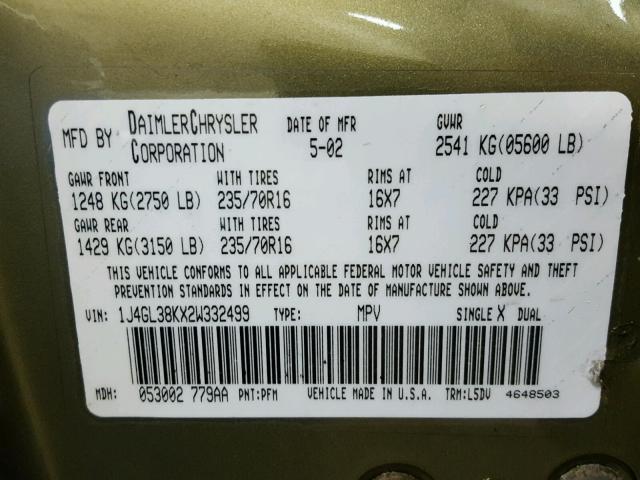 MFD BY DAIMLERCHRYSLER CORPORATION DATE OF MFR 5-02 GVWR 2541 KG(05600 LB)
GAWR FRONT WITH TIRES RIMS AT COLD
1248 KG(2750 LB) 235/70R16 16X7 227 KPA(33 PSI)
GAWR REAR WITH TIRES RIMS AT COLD
1429 KG(3150 LB) 235/70R16 16X7 227 KPA(33 PSI)
THIS VEHICLE CONFORMS TO ALL APPLICABLE FEDERAL MOTOR VEHICLE SAFETY AND THEFT
PREVENTION STANDARDS IN EFFECT ON THE DATE OF MANUFACTURE SHOWN ABOVE.
VIN: 1J4GL38KX2W332499 TYPE: MPV SINGLE X DUAL
MDH: 053002 779AA PNT:PFM VEHICLE MADE IN U.S.A. TRM:L5DV 4648503